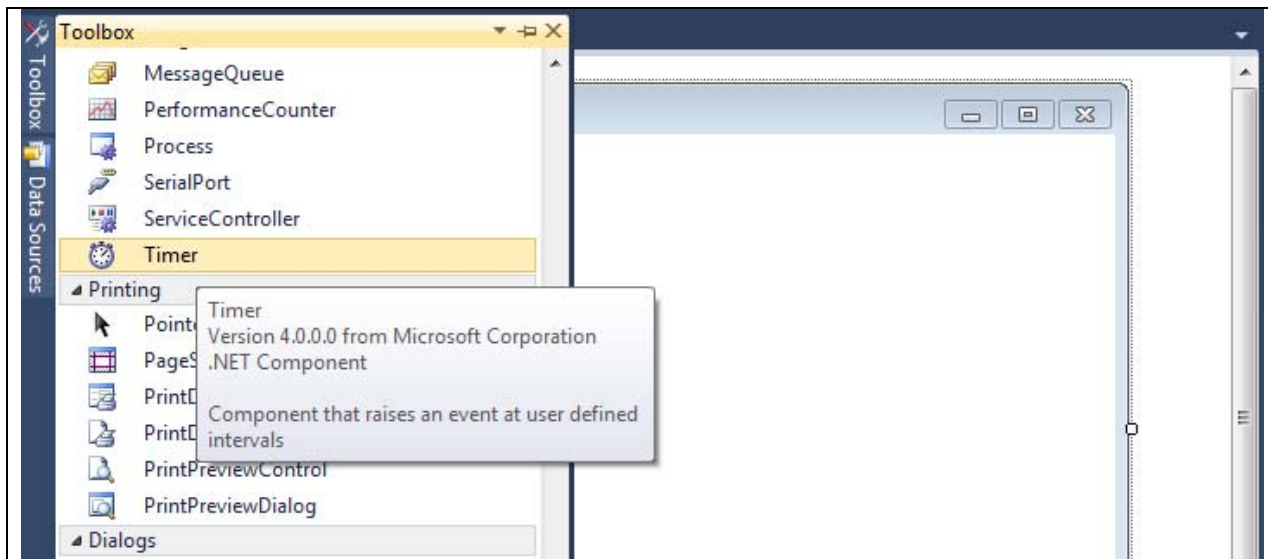 Toolbox
Toolbox
Data Sources
MessageQueue
PerformanceCounter
Process
SerialPort
ServiceController
Timer
Printing
Timer
Version 4.0.0.0 from Microsoft Corporation
.NET Component
Component that raises an event at user defined
intervals
PrintPreviewControl
PrintPreviewDialog
Dialogs